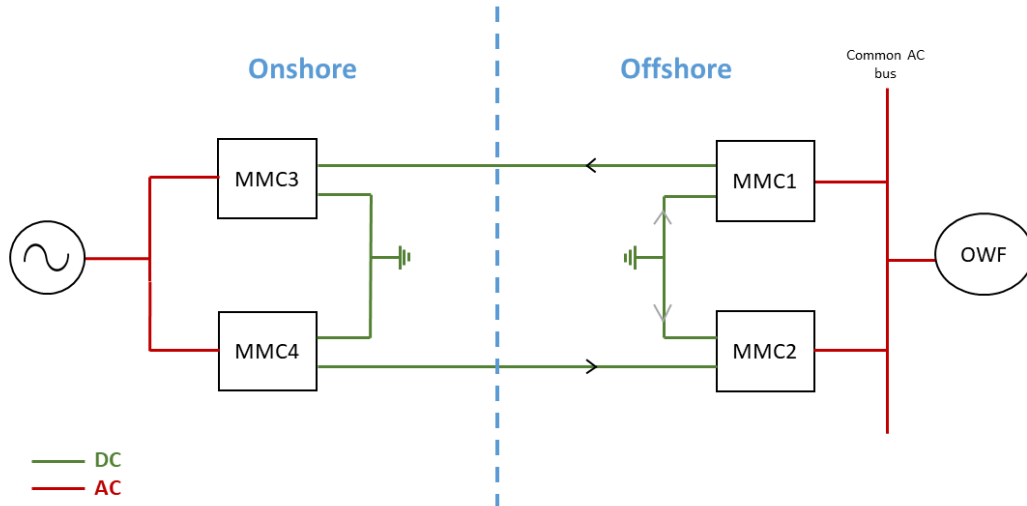 Onshore
Offshore
Common AC
bus
MMC3
MMC1
OWF
MMC4
MMC2
DC
AC